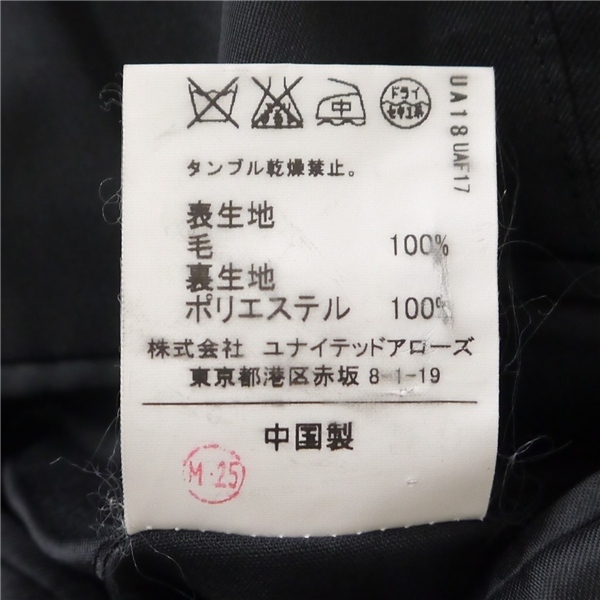 中
ドライ
セキユ系
UA18 UAF17
タンブル乾燥禁止。
表生地
毛 100%
裏生地
ポリエステル 100%
株式会社 ユナイテッドアローズ
東京都港区赤坂 8-1-19
中国製
M・25